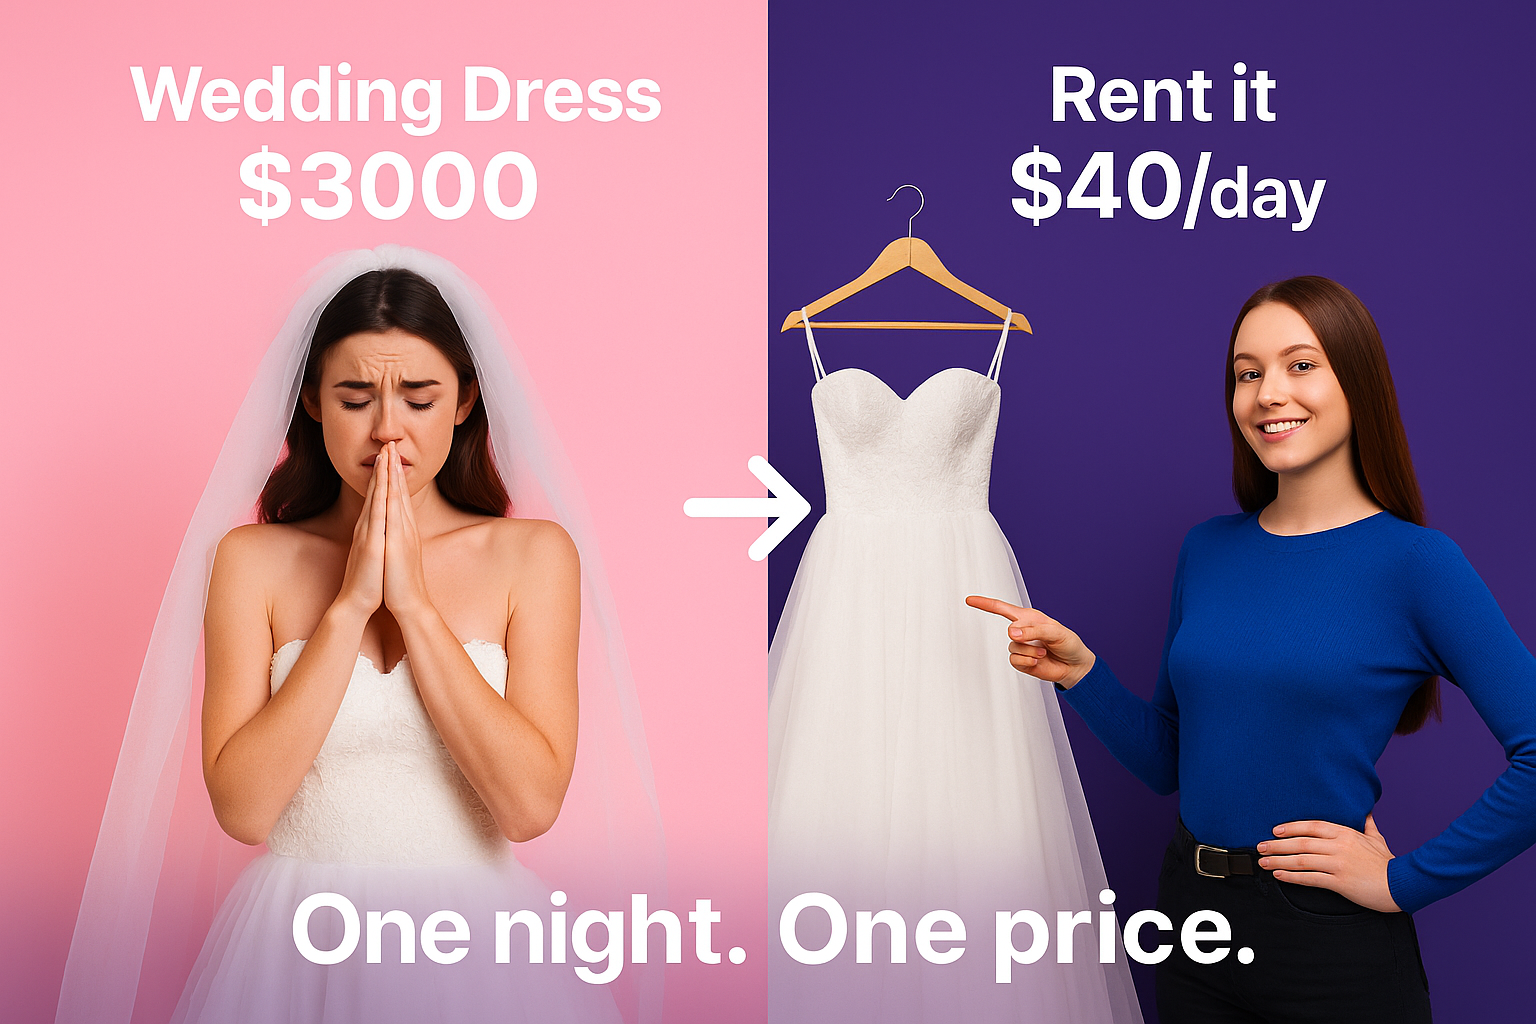 Wedding Dress
$3000
Rent it
$40/day
One night. One price.